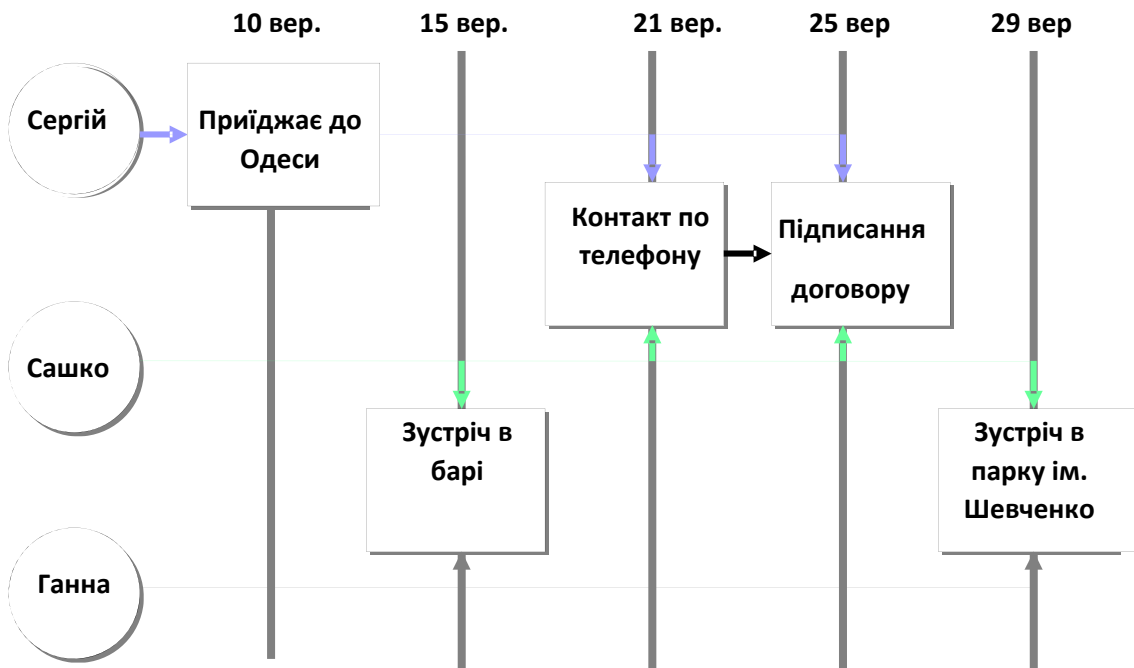 10 вер. 15 вер. 21 вер. 25 вер 29 вер
Сергій
Приїджає до
Одеси
Контакт по
телефону
Підписання
договору
Сашко
Зустріч в
барі
Зустріч в
парку ім.
Шевченко
Ганна